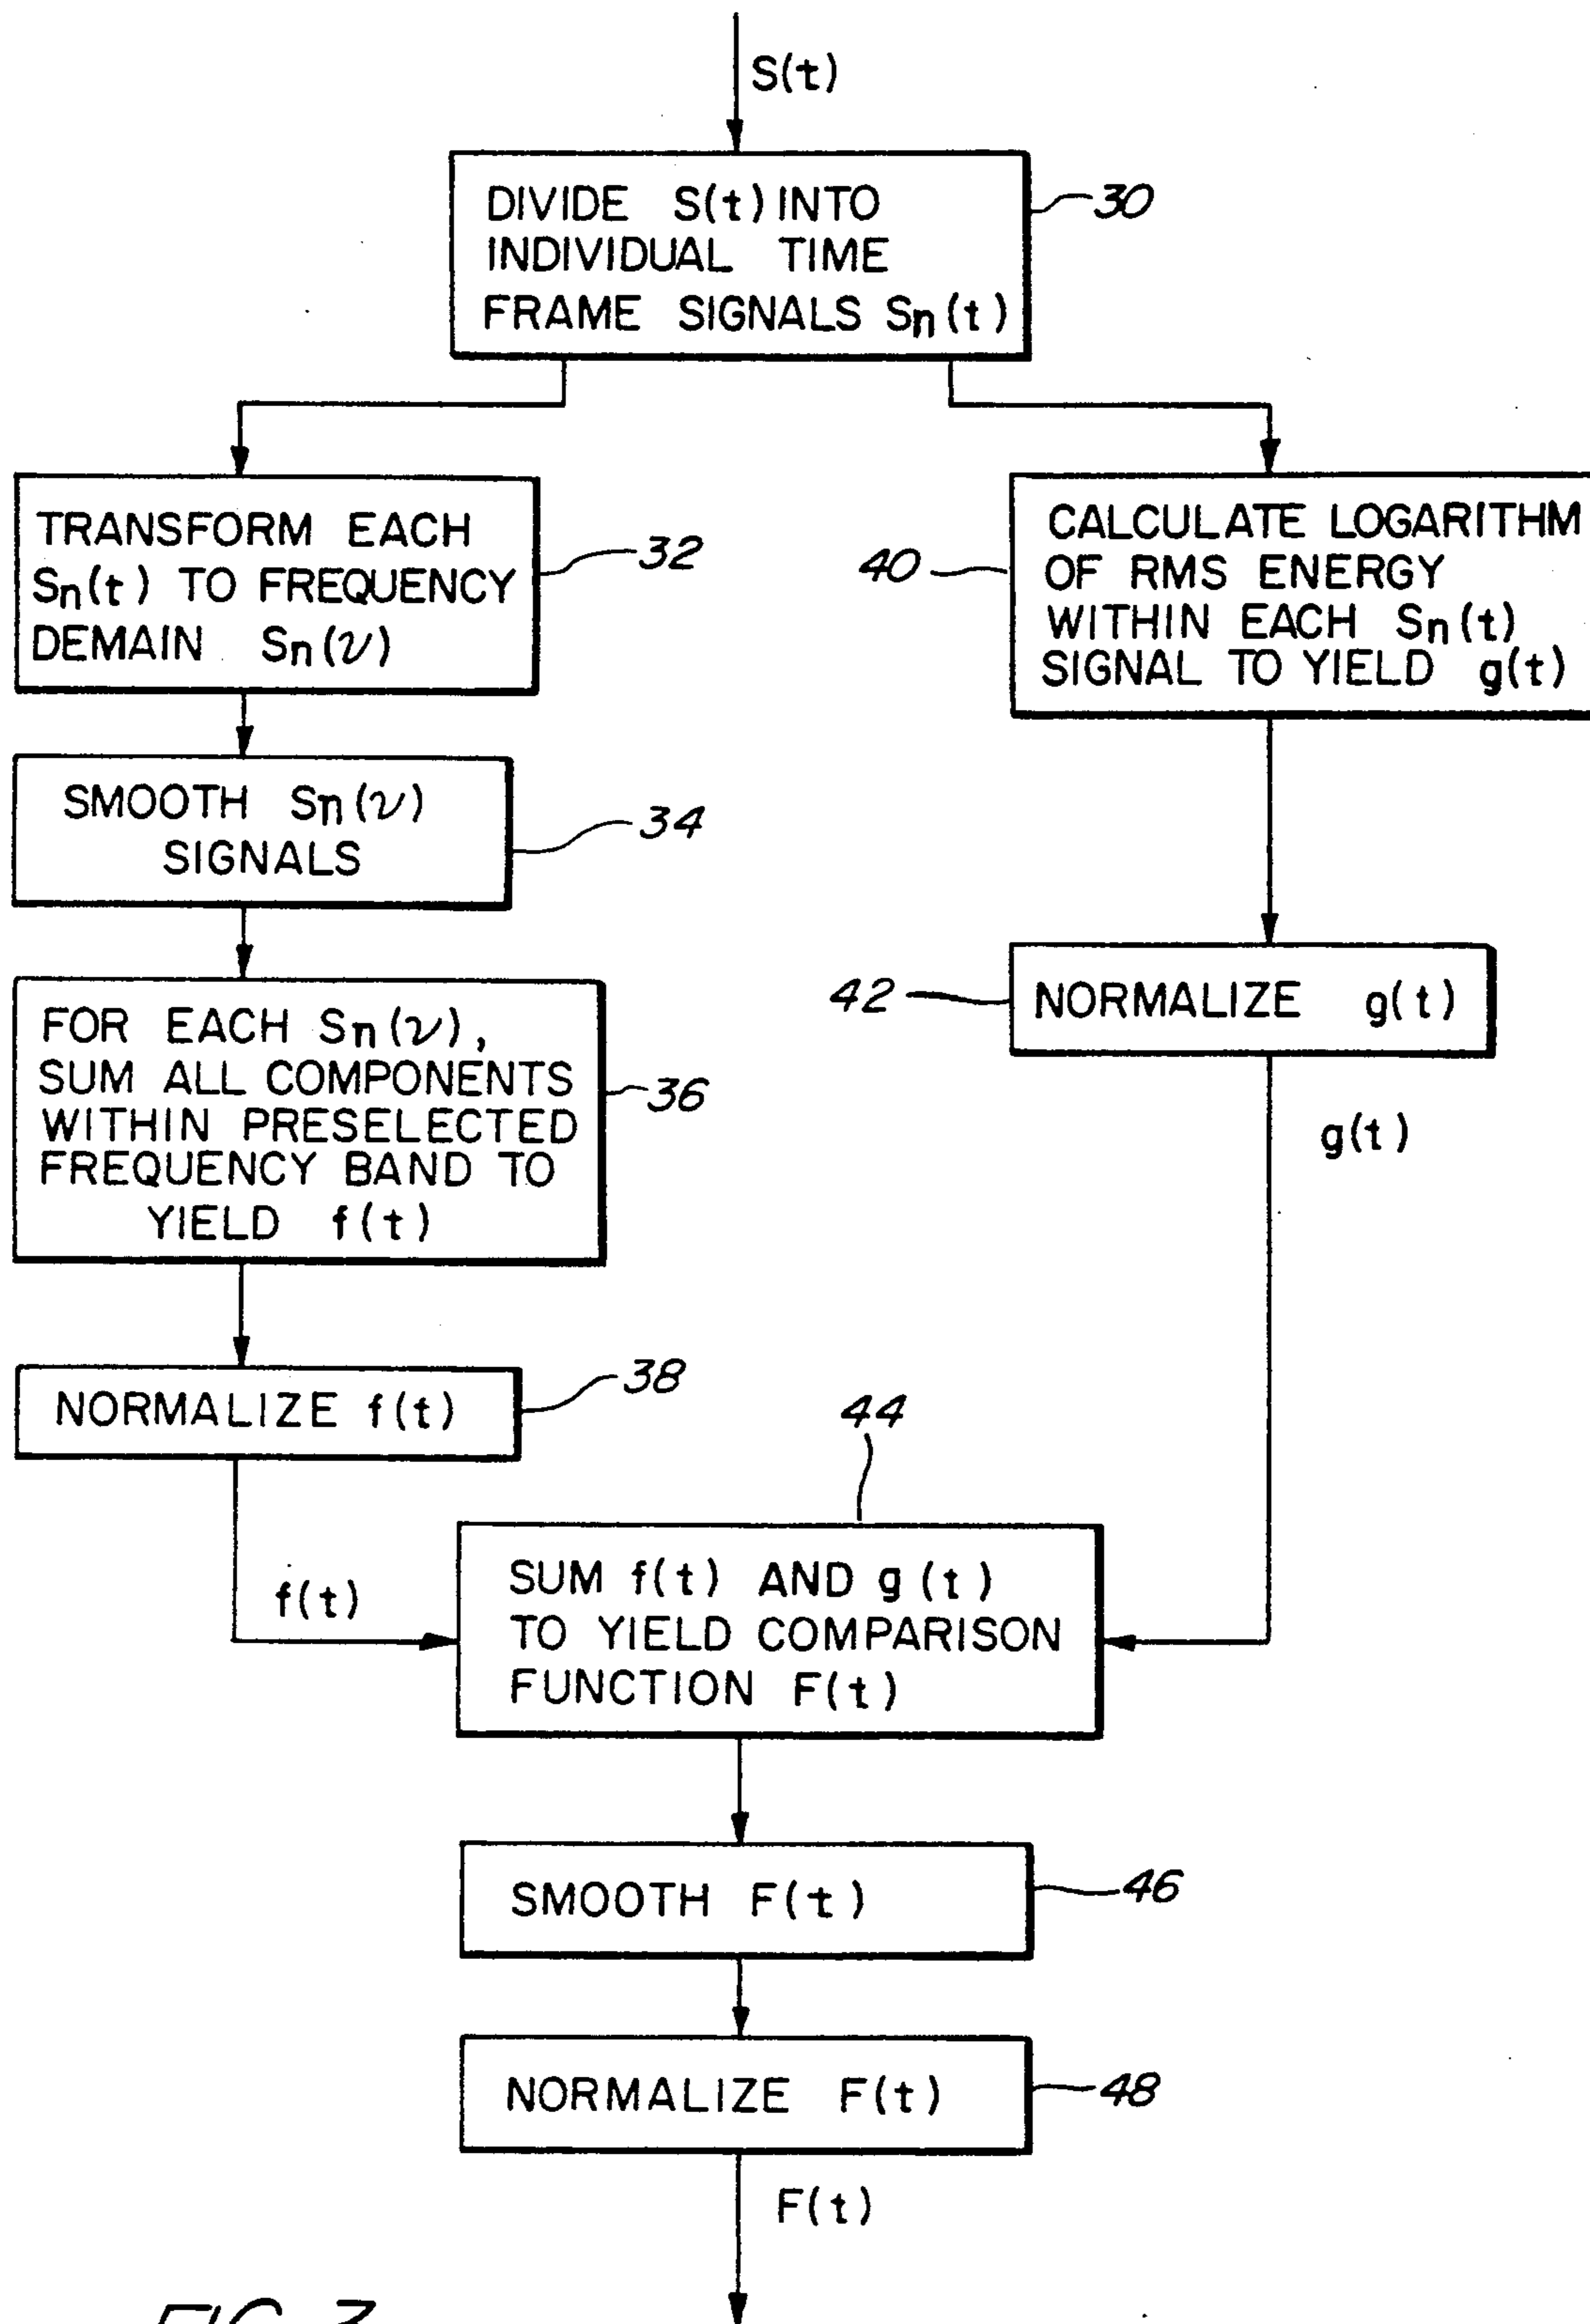 S(t)
DIVIDE S(t) INTO
INDIVIDUAL TIME
FRAME SIGNALS Sn(t)
30
TRANSFORM EACH
Sn(t) TO FREQUENCY
DEMAIN Sn(ν)
32
CALCULATE LOGARITHM
OF RMS ENERGY
WITHIN EACH Sn(t)
SIGNAL TO YIELD g(t)
40
SMOOTH Sn(ν)
SIGNALS
34
FOR EACH Sn(ν),
SUM ALL COMPONENTS
WITHIN PRESELECTED
FREQUENCY BAND TO
YIELD f(t)
36
42
NORMALIZE g(t)
g(t)
NORMALIZE f(t)
38
44
f(t)
SUM f(t) AND g(t)
TO YIELD COMPARISON
FUNCTION F(t)
SMOOTH F(t)
46
NORMALIZE F(t)
48
F(t)